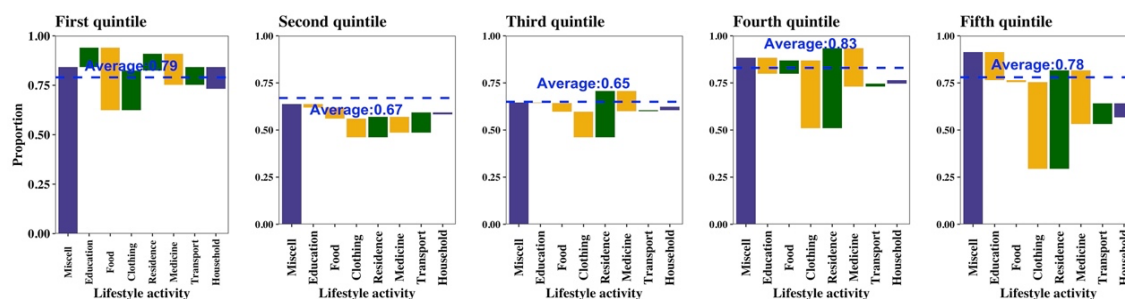 First quintile
Second quintile
Third quintile
Fourth quintile
Fifth quintile
Proportion
1.00
0.75
0.50
0.25
0.00
Average:0.79
Miscell
Education
Food
Clothing
Residence
Medicine
Transport
Household
Lifestyle activity
1.00
0.75
0.50
0.25
0.00
Average:0.67
Miscell
Education
Food
Clothing
Residence
Medicine
Transport
Household
Lifestyle activity
1.00
0.75
0.50
0.25
0.00
Average:0.65
Miscell
Education
Food
Clothing
Residence
Medicine
Transport
Household
Lifestyle activity
1.00
0.75
0.50
0.25
0.00
Average:0.83
Miscell
Education
Food
Clothing
Residence
Medicine
Transport
Household
Lifestyle activity
1.00
0.75
0.50
0.25
0.00
Average:0.78
Miscell
Education
Food
Clothing
Residence
Medicine
Transport
Household
Lifestyle activity